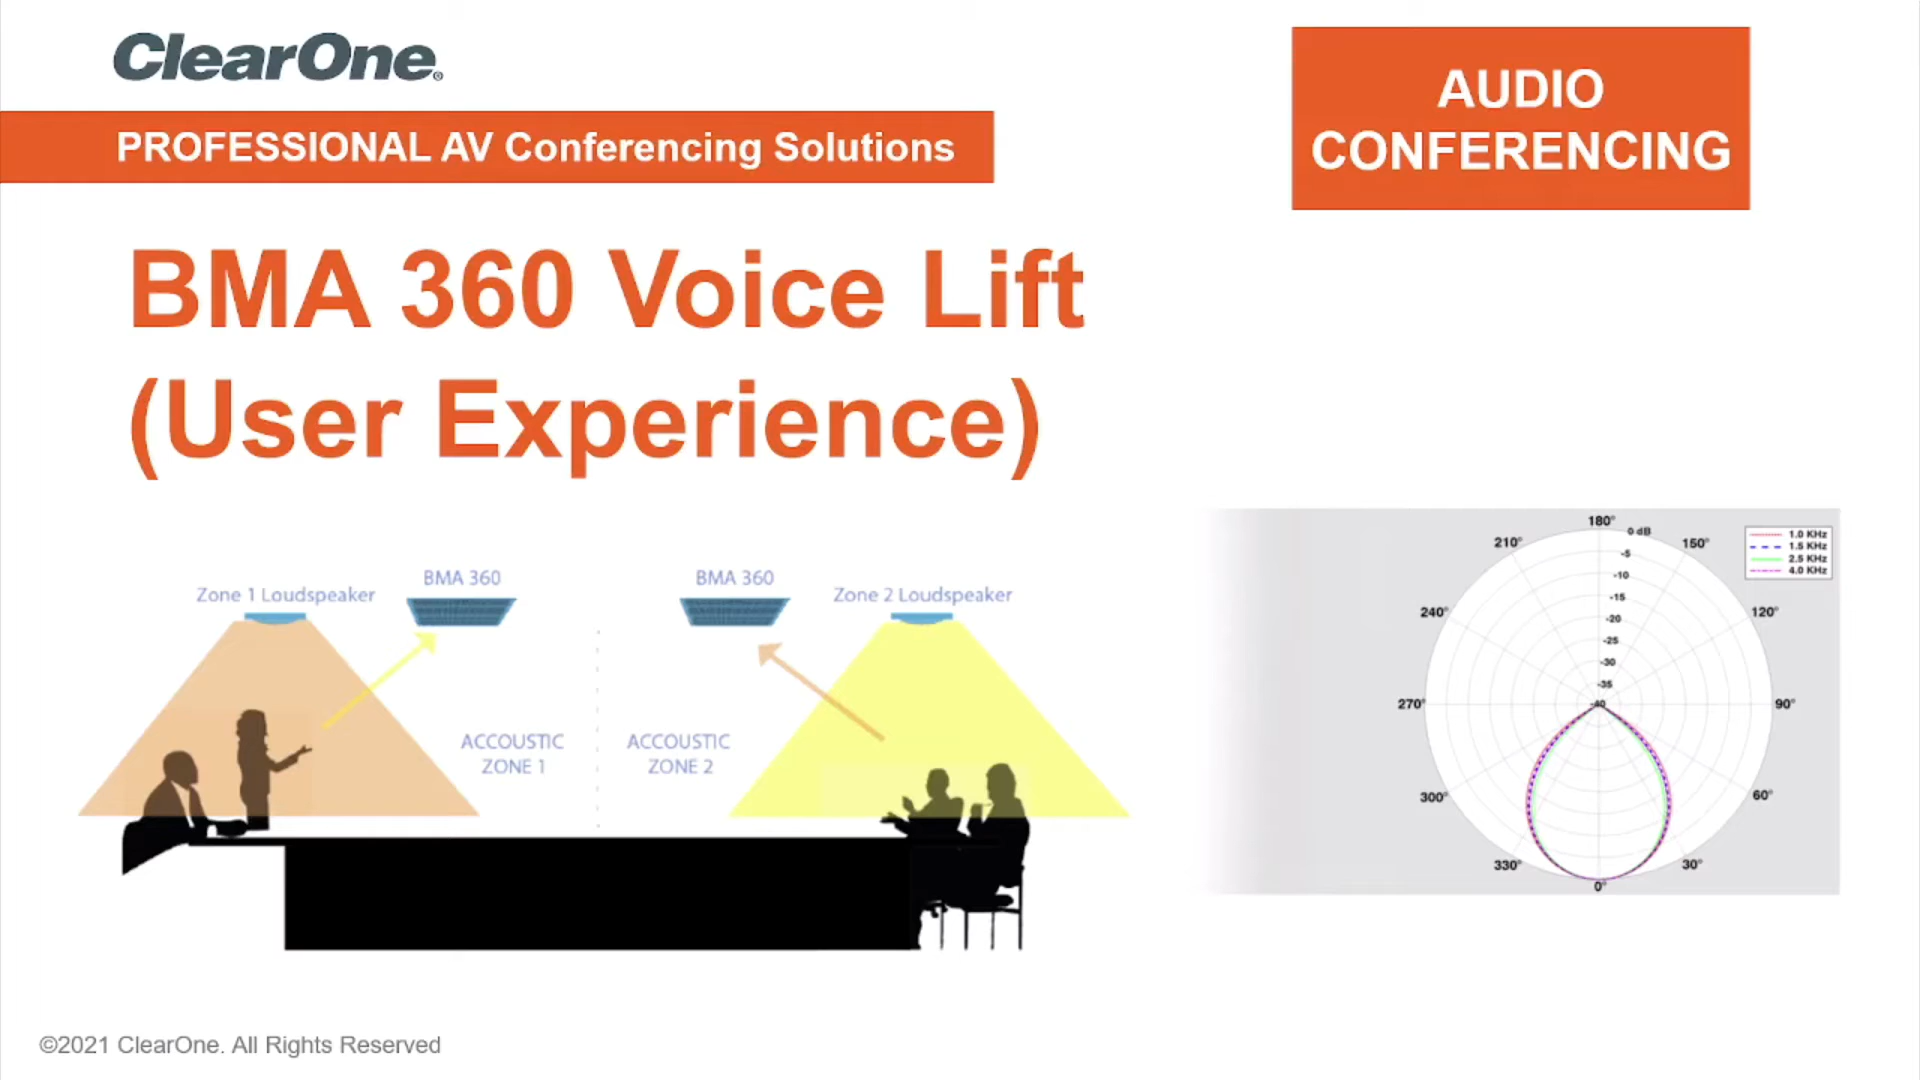 ClearOne®
PROFESSIONAL AV Conferencing Solutions
AUDIO
CONFERENCING
BMA 360 Voice Lift
(User Experience)
Zone 1 Loudspeaker
BMA 360
BMA 360
Zone 2 Loudspeaker
ACCOUSTIC
ZONE 1
ACCOUSTIC
ZONE 2
180°
0 dB
210°
150°
-5
-10
-15
240°
120°
-20
-25
-30
-35
270°
-40
90°
300°
60°
330°
30°
0°
1.0 KHz
1.5 KHz
2.5 KHz
4.0 KHz
©2021 ClearOne. All Rights Reserved